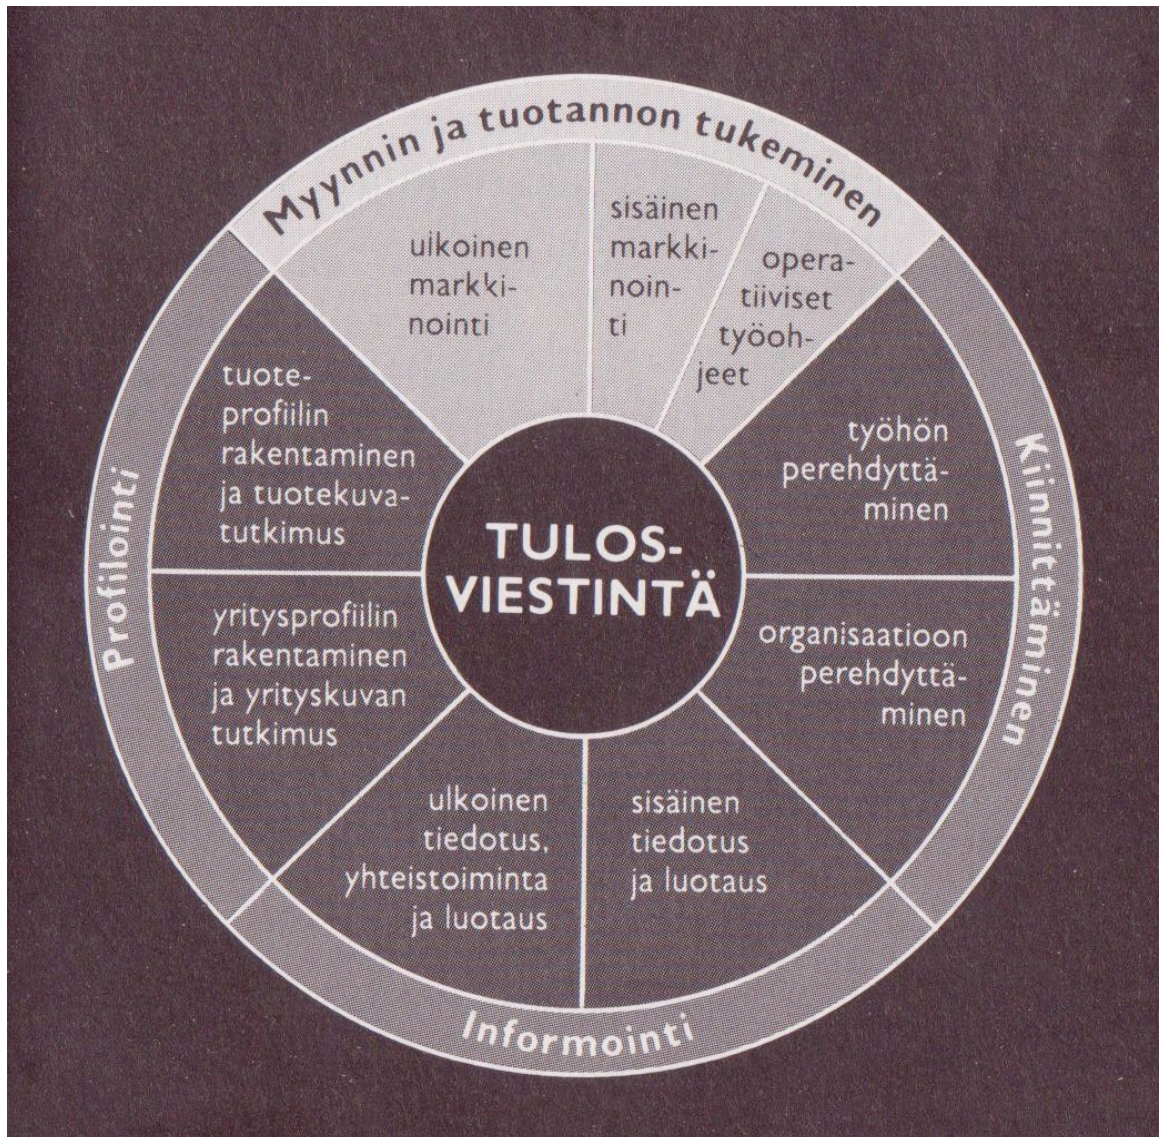 Myynnin ja tuotannon tukeminen
ulkoinen
markki-
nointi
sisäinen
markki-
noin-
ti
opera-
tiiviset
työoh-
jeet
Kiinnittäminen
työhön
perehdyttä-
minen
organisaatioon
perehdyttä-
minen
Informointi
sisäinen
tiedotus
ja luotaus
ulkoinen
tiedotus,
yhteistoiminta
ja luotaus
Profilointi
yritysprofiilin
rakentaminen
ja yrityskuvan
tutkimus
tuote-
profiilin
rakentaminen
ja tuotekuva-
tutkimus
TULOS-
VIESTINTÄ